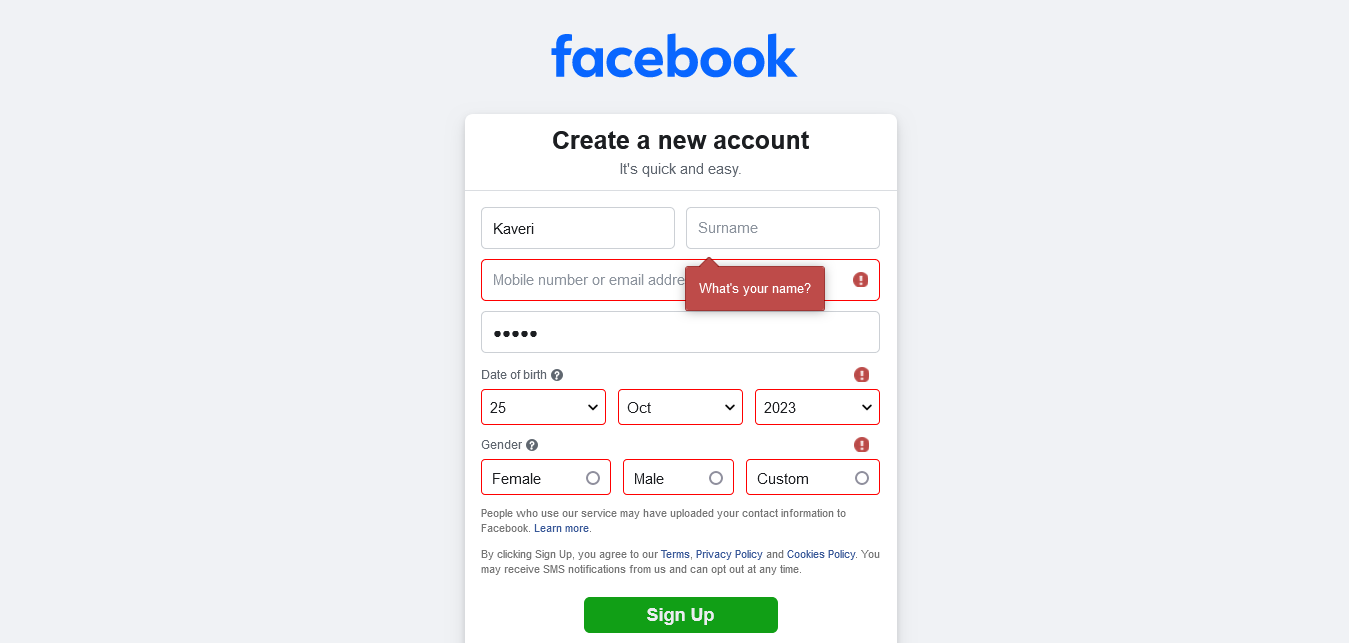 facebook
Create a new account
It's quick and easy.
Kaveri
Surname
Mobile number or email addre
What's your name?
•••••
Date of birth
25
Oct
2023
Gender
Female
Male
Custom
People who use our service may have uploaded your contact information to
Facebook. Learn more.
By clicking Sign Up, you agree to our Terms, Privacy Policy and Cookies Policy. You
may receive SMS notifications from us and can opt out at any time.
Sign Up